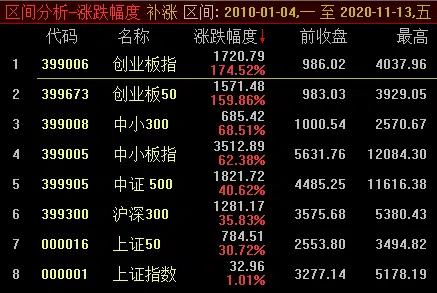 区间分析-涨跌幅度 补涨 区间: 2010-01-04,一 至 2020-11-13,五
代码 名称 涨跌幅度↓ 前收盘 最高
1 399006 创业板指 1720.79 174.52% 986.02 4037.96
2 399673 创业板50 1571.48 159.86% 983.03 3929.05
3 399008 中小300 685.42 68.51% 1000.54 2570.67
4 399005 中小板指 3512.89 62.38% 5631.76 12084.30
5 399905 中证500 1821.72 40.62% 4485.25 11616.38
6 399300 沪深300 1281.17 35.83% 3575.68 5380.43
7 000016 上证50 784.51 30.72% 2553.80 3494.82
8 000001 上证指数 32.96 1.01% 3277.14 5178.19